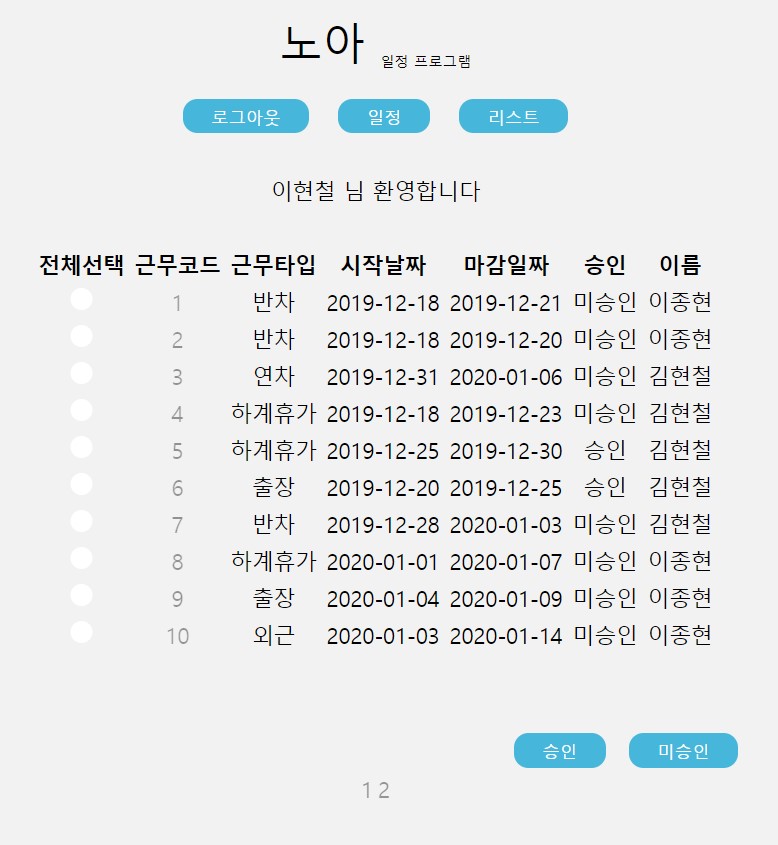 노아 일정 프로그램
로그아웃 일정 리스트
이현철 님 환영합니다
전체선택 근무코드 근무타입 시작날짜 마감일짜 승인 이름
1 반차 2019-12-18 2019-12-21 미승인 이종현
2 반차 2019-12-18 2019-12-20 미승인 이종현
3 연차 2019-12-31 2020-01-06 미승인 김현철
4 하계휴가 2019-12-18 2019-12-23 미승인 김현철
5 하계휴가 2019-12-25 2019-12-30 승인 김현철
6 출장 2019-12-20 2019-12-25 승인 김현철
7 반차 2019-12-28 2020-01-03 미승인 김현철
8 하계휴가 2020-01-01 2020-01-07 미승인 이종현
9 출장 2020-01-04 2020-01-09 미승인 이종현
10 외근 2020-01-03 2020-01-14 미승인 이종현
승인 미승인
1 2